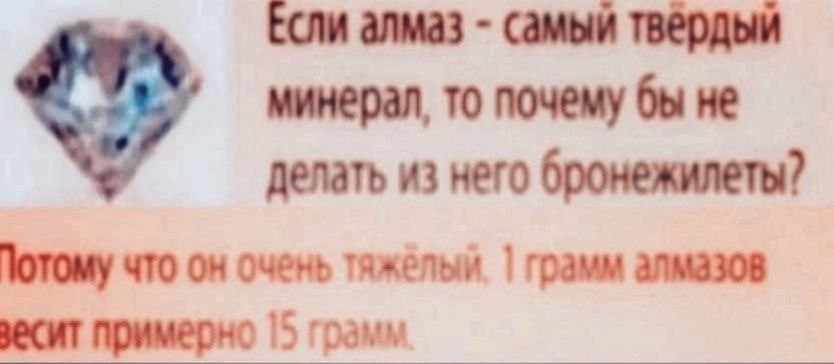 Если алмаз - самый твёрдый
минерал, то почему бы не
делать из него бронежилеты?
Потому что он очень тяжёлый. 1 грамм алмазов
весит примерно 15 грамм.